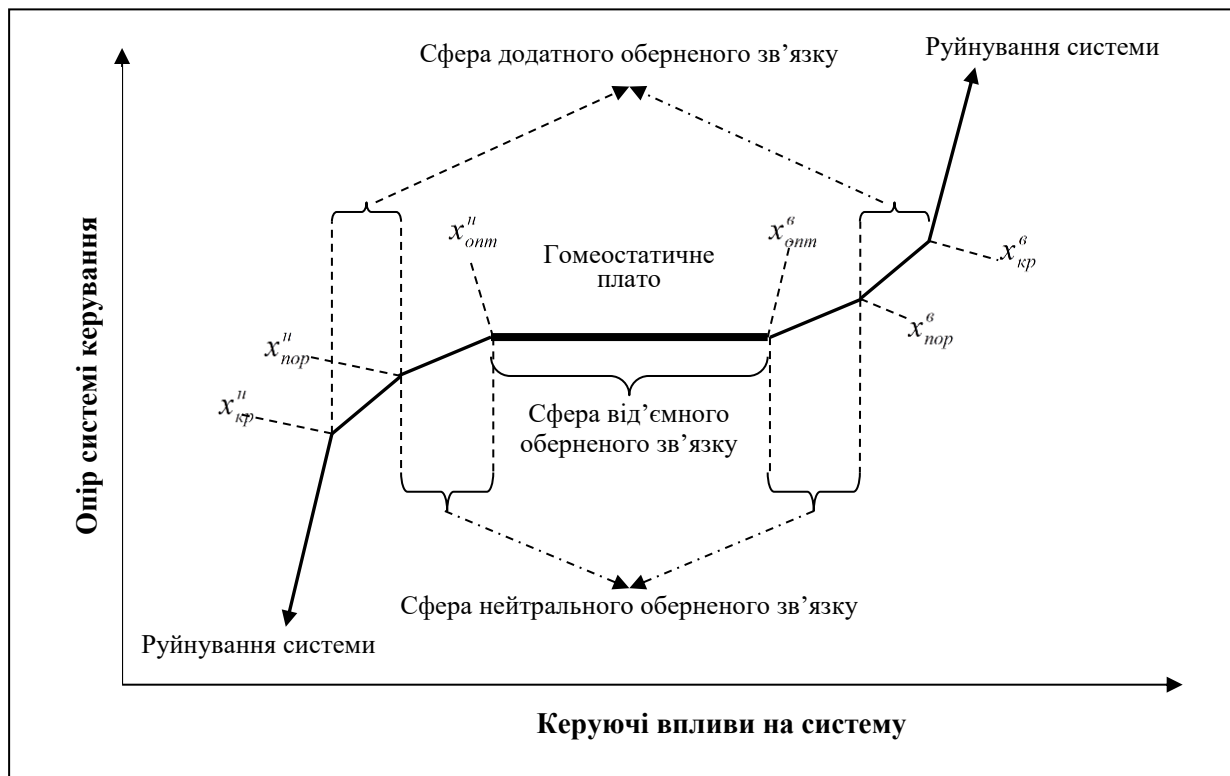 Сфера додатного оберненого зв’язку
Руйнування системи
Опір системі керування
x^н_опт
x^в_опт
Гомеостатичне
плато
x^в_кр
x^в_пор
x^н_пор
x^н_кр
Сфера від’ємного
оберненого зв’язку
Сфера нейтрального оберненого зв’язку
Руйнування системи
Керуючі впливи на систему